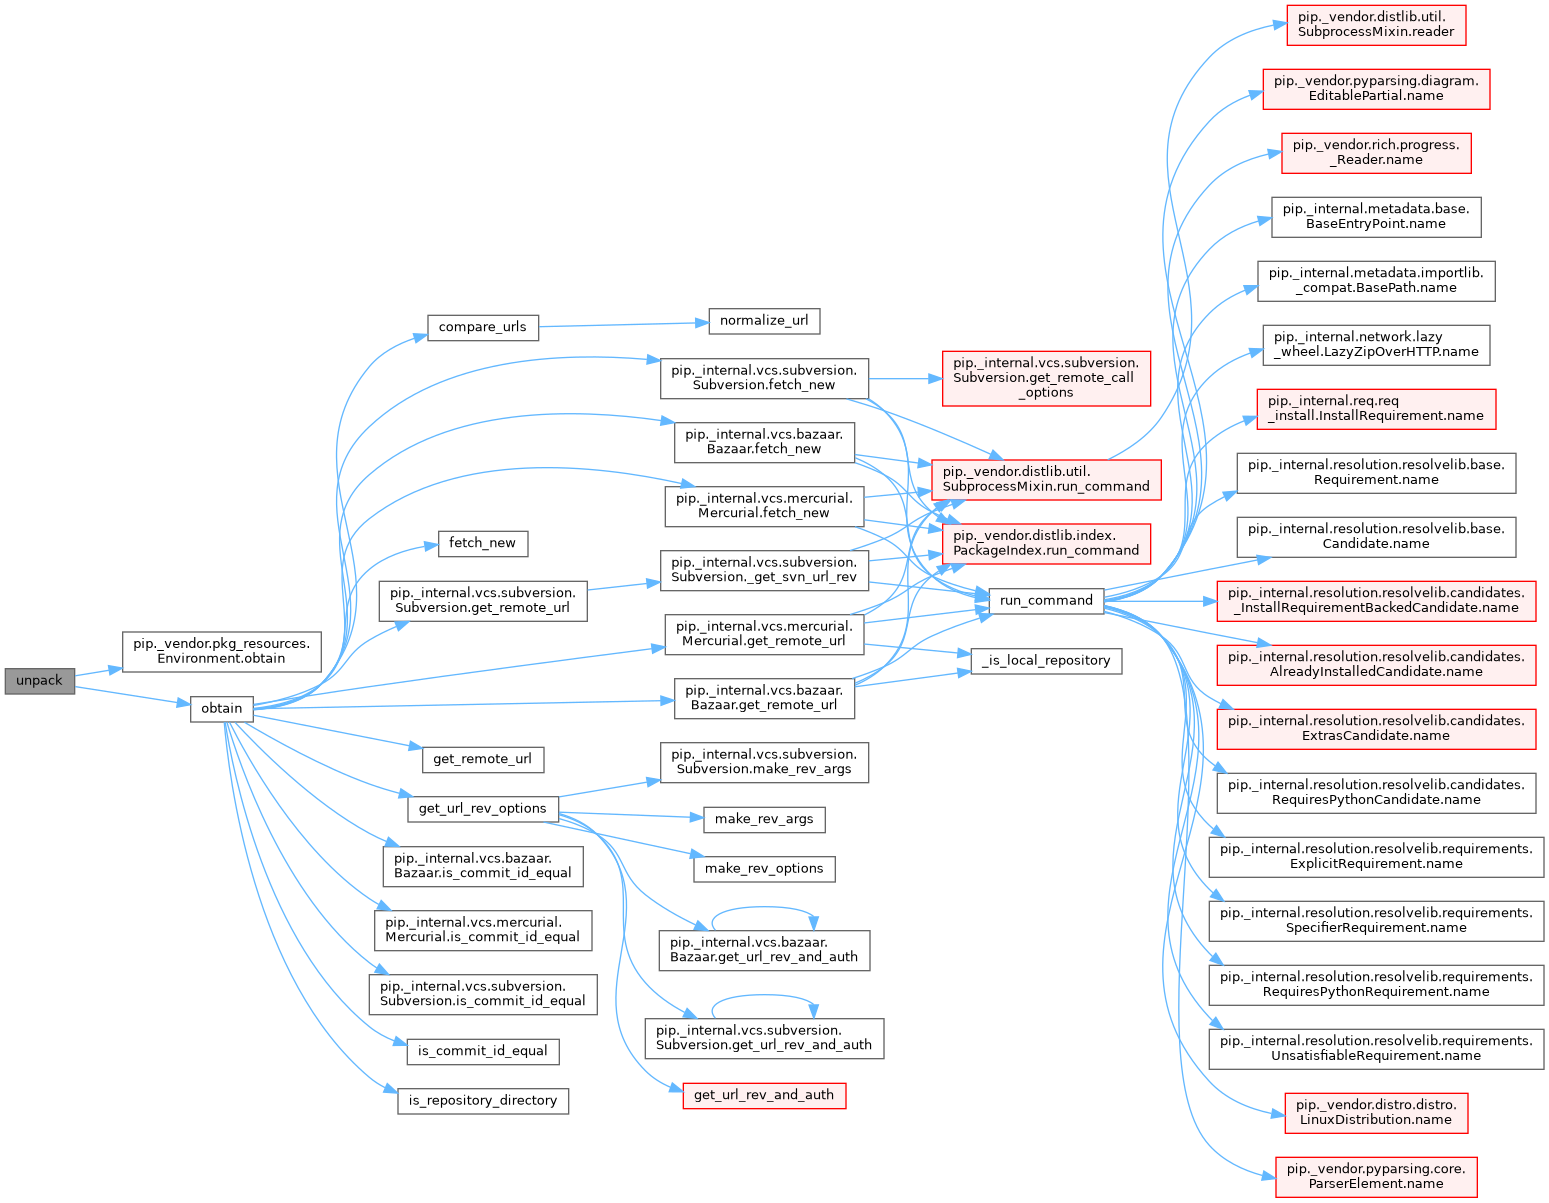 unpack
pip._vendor.pkg_resources.
Environment.obtain
obtain
compare_urls
fetch_new
pip._internal.vcs.subversion.
Subversion.get_remote_url
get_remote_url
get_url_rev_options
pip._internal.vcs.bazaar.
Bazaar.is_commit_id_equal
pip._internal.vcs.mercurial.
Mercurial.is_commit_id_equal
pip._internal.vcs.subversion.
Subversion.is_commit_id_equal
is_commit_id_equal
is_repository_directory
normalize_url
pip._internal.vcs.subversion.
Subversion.fetch_new
pip._internal.vcs.bazaar.
Bazaar.fetch_new
pip._internal.vcs.mercurial.
Mercurial.fetch_new
pip._internal.vcs.subversion.
Subversion._get_svn_url_rev
pip._internal.vcs.mercurial.
Mercurial.get_remote_url
pip._internal.vcs.bazaar.
Bazaar.get_remote_url
pip._internal.vcs.subversion.
Subversion.make_rev_args
make_rev_args
make_rev_options
pip._internal.vcs.bazaar.
Bazaar.get_url_rev_and_auth
pip._internal.vcs.subversion.
Subversion.get_url_rev_and_auth
get_url_rev_and_auth
pip._internal.vcs.subversion.
Subversion.get_remote_call
_options
pip._vendor.distlib.util.
SubprocessMixin.run_command
pip._vendor.distlib.index.
PackageIndex.run_command
run_command
_is_local_repository
pip._vendor.distlib.util.
SubprocessMixin.reader
pip._vendor.pyparsing.diagram.
EditablePartial.name
pip._vendor.rich.progress.
_Reader.name
pip._internal.metadata.base.
BaseEntryPoint.name
pip._internal.metadata.importlib.
_compat.BasePath.name
pip._internal.network.lazy
_wheel.LazyZipOverHTTP.name
pip._internal.req.req
_install.InstallRequirement.name
pip._internal.resolution.resolvelib.base.
Requirement.name
pip._internal.resolution.resolvelib.base.
Candidate.name
pip._internal.resolution.resolvelib.candidates.
_InstallRequirementBackedCandidate.name
pip._internal.resolution.resolvelib.candidates.
AlreadyInstalledCandidate.name
pip._internal.resolution.resolvelib.candidates.
ExtrasCandidate.name
pip._internal.resolution.resolvelib.candidates.
RequiresPythonCandidate.name
pip._internal.resolution.resolvelib.requirements.
ExplicitRequirement.name
pip._internal.resolution.resolvelib.requirements.
SpecifierRequirement.name
pip._internal.resolution.resolvelib.requirements.
RequiresPythonRequirement.name
pip._internal.resolution.resolvelib.requirements.
UnsatisfiableRequirement.name
pip._vendor.distro.distro.
LinuxDistribution.name
pip._vendor.pyparsing.core.
ParserElement.name